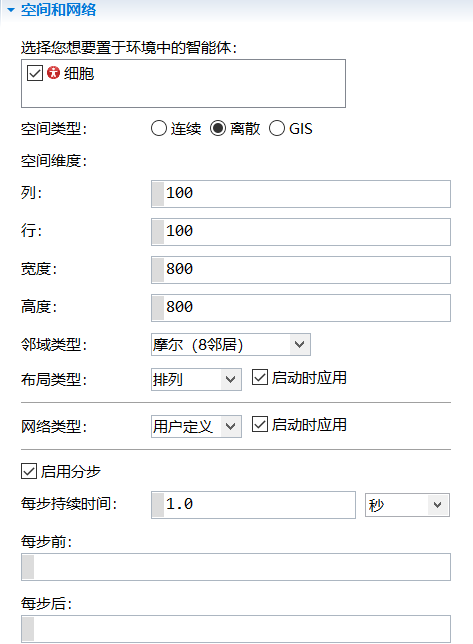 空间和网络
选择您想要置于环境中的智能体：
细胞
空间类型： 连续 离散 GIS
空间维度：
列： 100
行： 100
宽度： 800
高度： 800
邻域类型： 摩尔（8邻居）
布局类型： 排列 启动时应用
网络类型： 用户定义 启动时应用
启用分步
每步持续时间： 1.0 秒
每步前：
每步后：